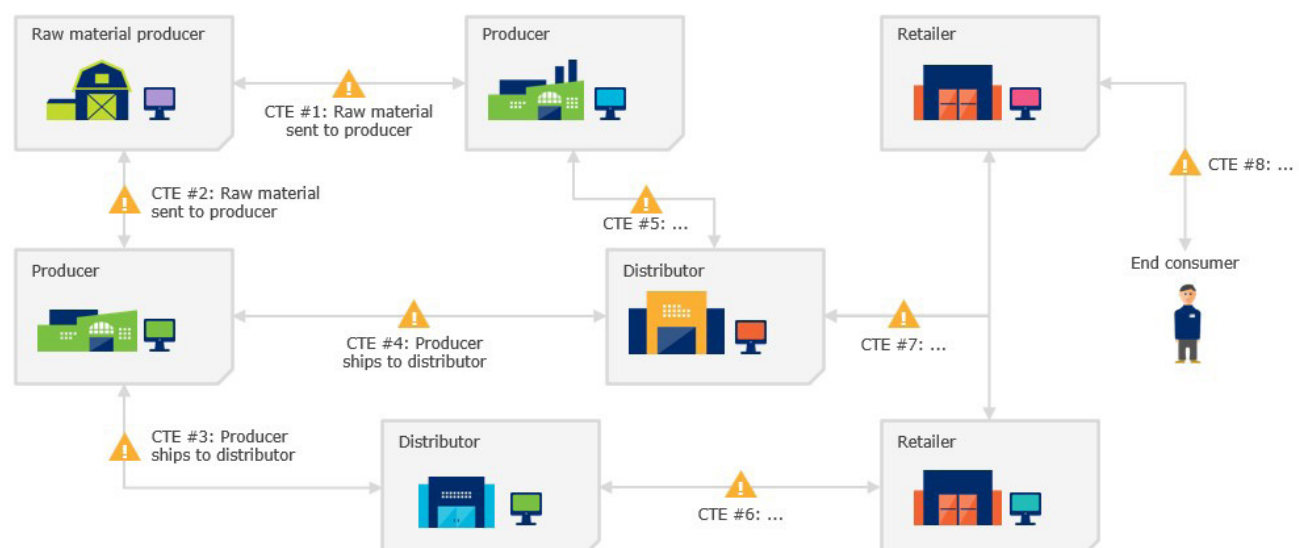 Raw material producer
Producer
Retailer
CTE #1: Raw material
sent to producer
CTE #8: ...
CTE #2: Raw material
sent to producer
CTE #5: ...
Producer
Distributor
End consumer
CTE #4: Producer
ships to distributor
CTE #7: ...
CTE #3: Producer
ships to distributor
Distributor
Retailer
CTE #6: ...